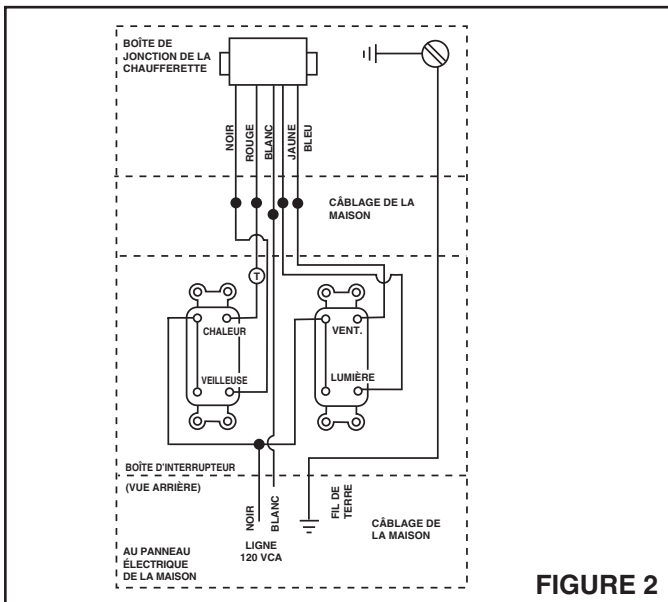 BOÎTE DE
JONCTION DE LA
CHAUFFERETTE
NOIR
ROUGE
BLANC
JAUNE
BLEU
CÂBLAGE DE LA
MAISON
T
CHALEUR
VENT.
VEILLEUSE
LUMIÈRE
BOÎTE D'INTERRUPTEUR
(VUE ARRIÈRE)
NOIR
BLANC
FIL DE
TERRE
LIGNE
120 VCA
CÂBLAGE DE
LA MAISON
AU PANNEAU
ÉLECTRIQUE
DE LA MAISON
FIGURE 2